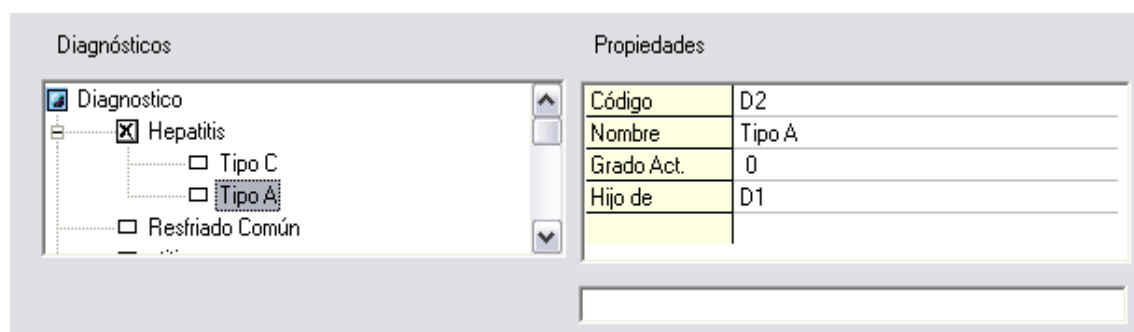 Diagnósticos
Propiedades
Diagnostico
Hepatitis
Tipo C
Tipo A
Resfriado Común
Código D2
Nombre Tipo A
Grado Act. 0
Hijo de D1